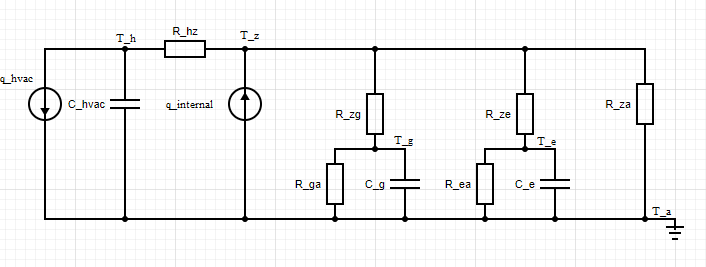 R_hz
T_h
T_z
q_hvac
C_hvac
q_internal
R_zg
R_ze
R_za
T_g
T_e
R_ga
C_g
R_ea
C_e
T_a